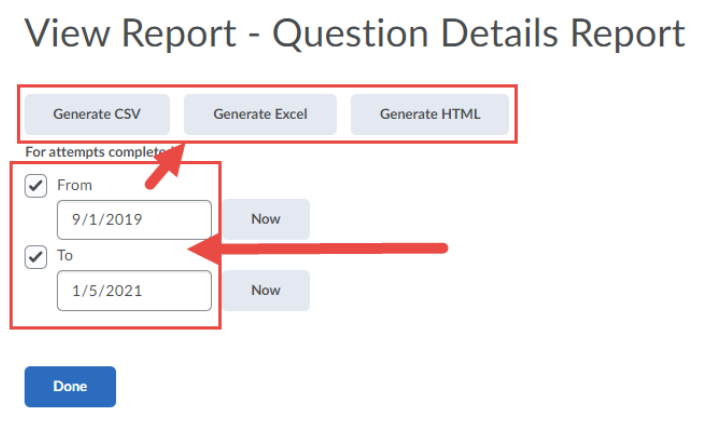 View Report - Question Details Report
Generate CSV Generate Excel Generate HTML
For attempts completed
From
9/1/2019 Now
To
1/5/2021 Now
Done